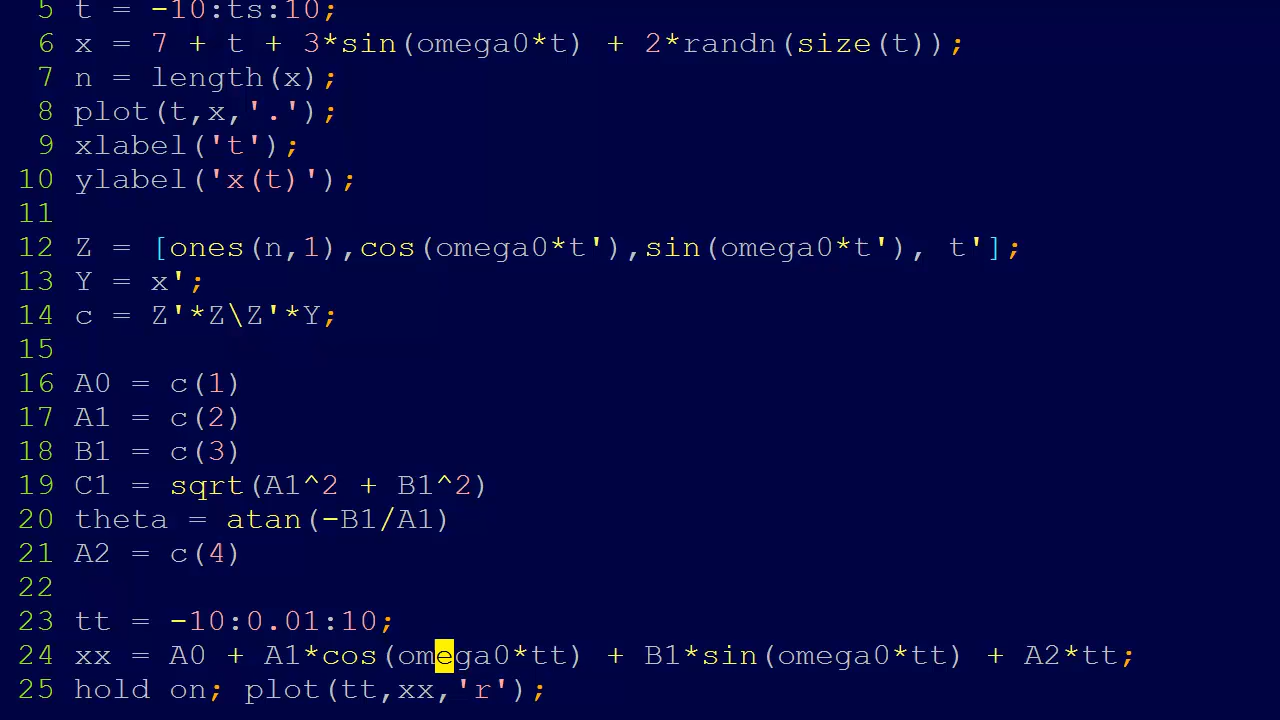 5 t = -10:ts:10;
6 x = 7 + t + 3*sin(omega0*t) + 2*randn(size(t));
7 n = length(x);
8 plot(t,x,'.');
9 xlabel('t');
10 ylabel('x(t)');
11
12 Z = [ones(n,1),cos(omega0*t'),sin(omega0*t'), t'];
13 Y = x';
14 c = Z'*Z\Z'*Y;
15
16 A0 = c(1)
17 A1 = c(2)
18 B1 = c(3)
19 C1 = sqrt(A1^2 + B1^2)
20 theta = atan(-B1/A1)
21 A2 = c(4)
22
23 tt = -10:0.01:10;
24 xx = A0 + A1*cos(omega0*tt) + B1*sin(omega0*tt) + A2*tt;
25 hold on; plot(tt,xx,'r');